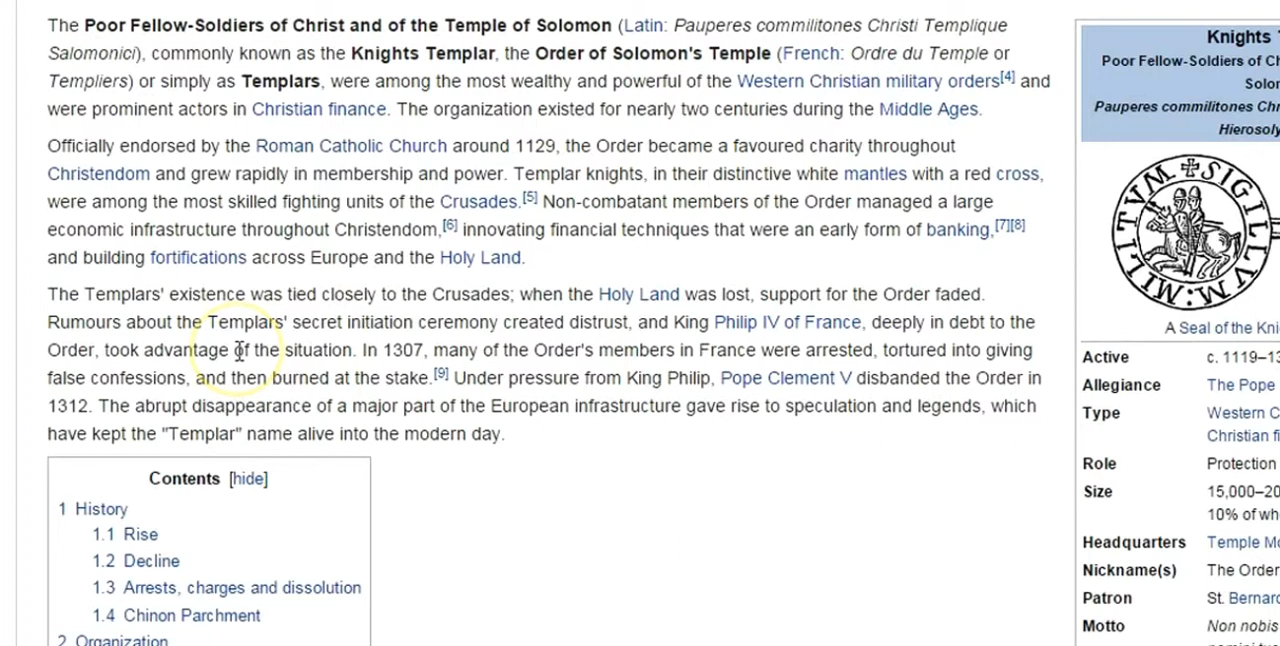 The Poor Fellow-Soldiers of Christ and of the Temple of Solomon (Latin: Pauperes commilitones Christi Templique
Salomonici), commonly known as the Knights Templar, the Order of Solomon's Temple (French: Ordre du Temple or
Templiers) or simply as Templars, were among the most wealthy and powerful of the Western Christian military orders[4] and
were prominent actors in Christian finance. The organization existed for nearly two centuries during the Middle Ages.
Officially endorsed by the Roman Catholic Church around 1129, the Order became a favoured charity throughout
Christendom and grew rapidly in membership and power. Templar knights, in their distinctive white mantles with a red cross,
were among the most skilled fighting units of the Crusades.[5] Non-combatant members of the Order managed a large
economic infrastructure throughout Christendom,[6] innovating financial techniques that were an early form of banking,[7][8]
and building fortifications across Europe and the Holy Land.
The Templars' existence was tied closely to the Crusades; when the Holy Land was lost, support for the Order faded.
Rumours about the Templars' secret initiation ceremony created distrust, and King Philip IV of France, deeply in debt to the
Order, took advantage of the situation. In 1307, many of the Order's members in France were arrested, tortured into giving
false confessions, and then burned at the stake.[9] Under pressure from King Philip, Pope Clement V disbanded the Order in
1312. The abrupt disappearance of a major part of the European infrastructure gave rise to speculation and legends, which
have kept the "Templar" name alive into the modern day.
Contents [hide]
1 History
1.1 Rise
1.2 Decline
1.3 Arrests, charges and dissolution
1.4 Chinon Parchment
2 Organization
Knights
Poor Fellow-Soldiers of
Pauperes commilitones
SIGILLVM MILITVM
A Seal of the
Active c. 1119–
Allegiance The Pope
Type Western
Christian
Role Protection
Size
10% of
Headquarters Temple
Nickname(s) The Order
Patron St.
Motto Non nobis